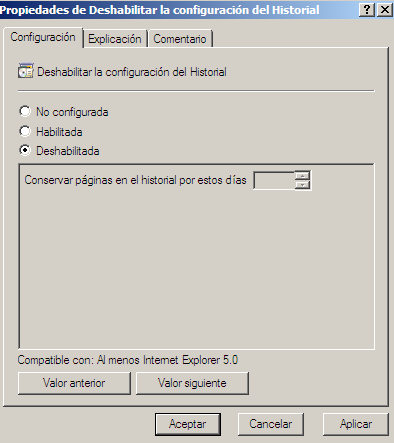 Propiedades de Deshabilitar la configuración del Historial
Configuración Explicación Comentario
Deshabilitar la configuración del Historial
No configurada
Habilitada
Deshabilitada
Conservar páginas en el historial por estos días
Compatible con: Al menos Internet Explorer 5.0
Valor anterior Valor siguiente
Aceptar Cancelar Aplicar